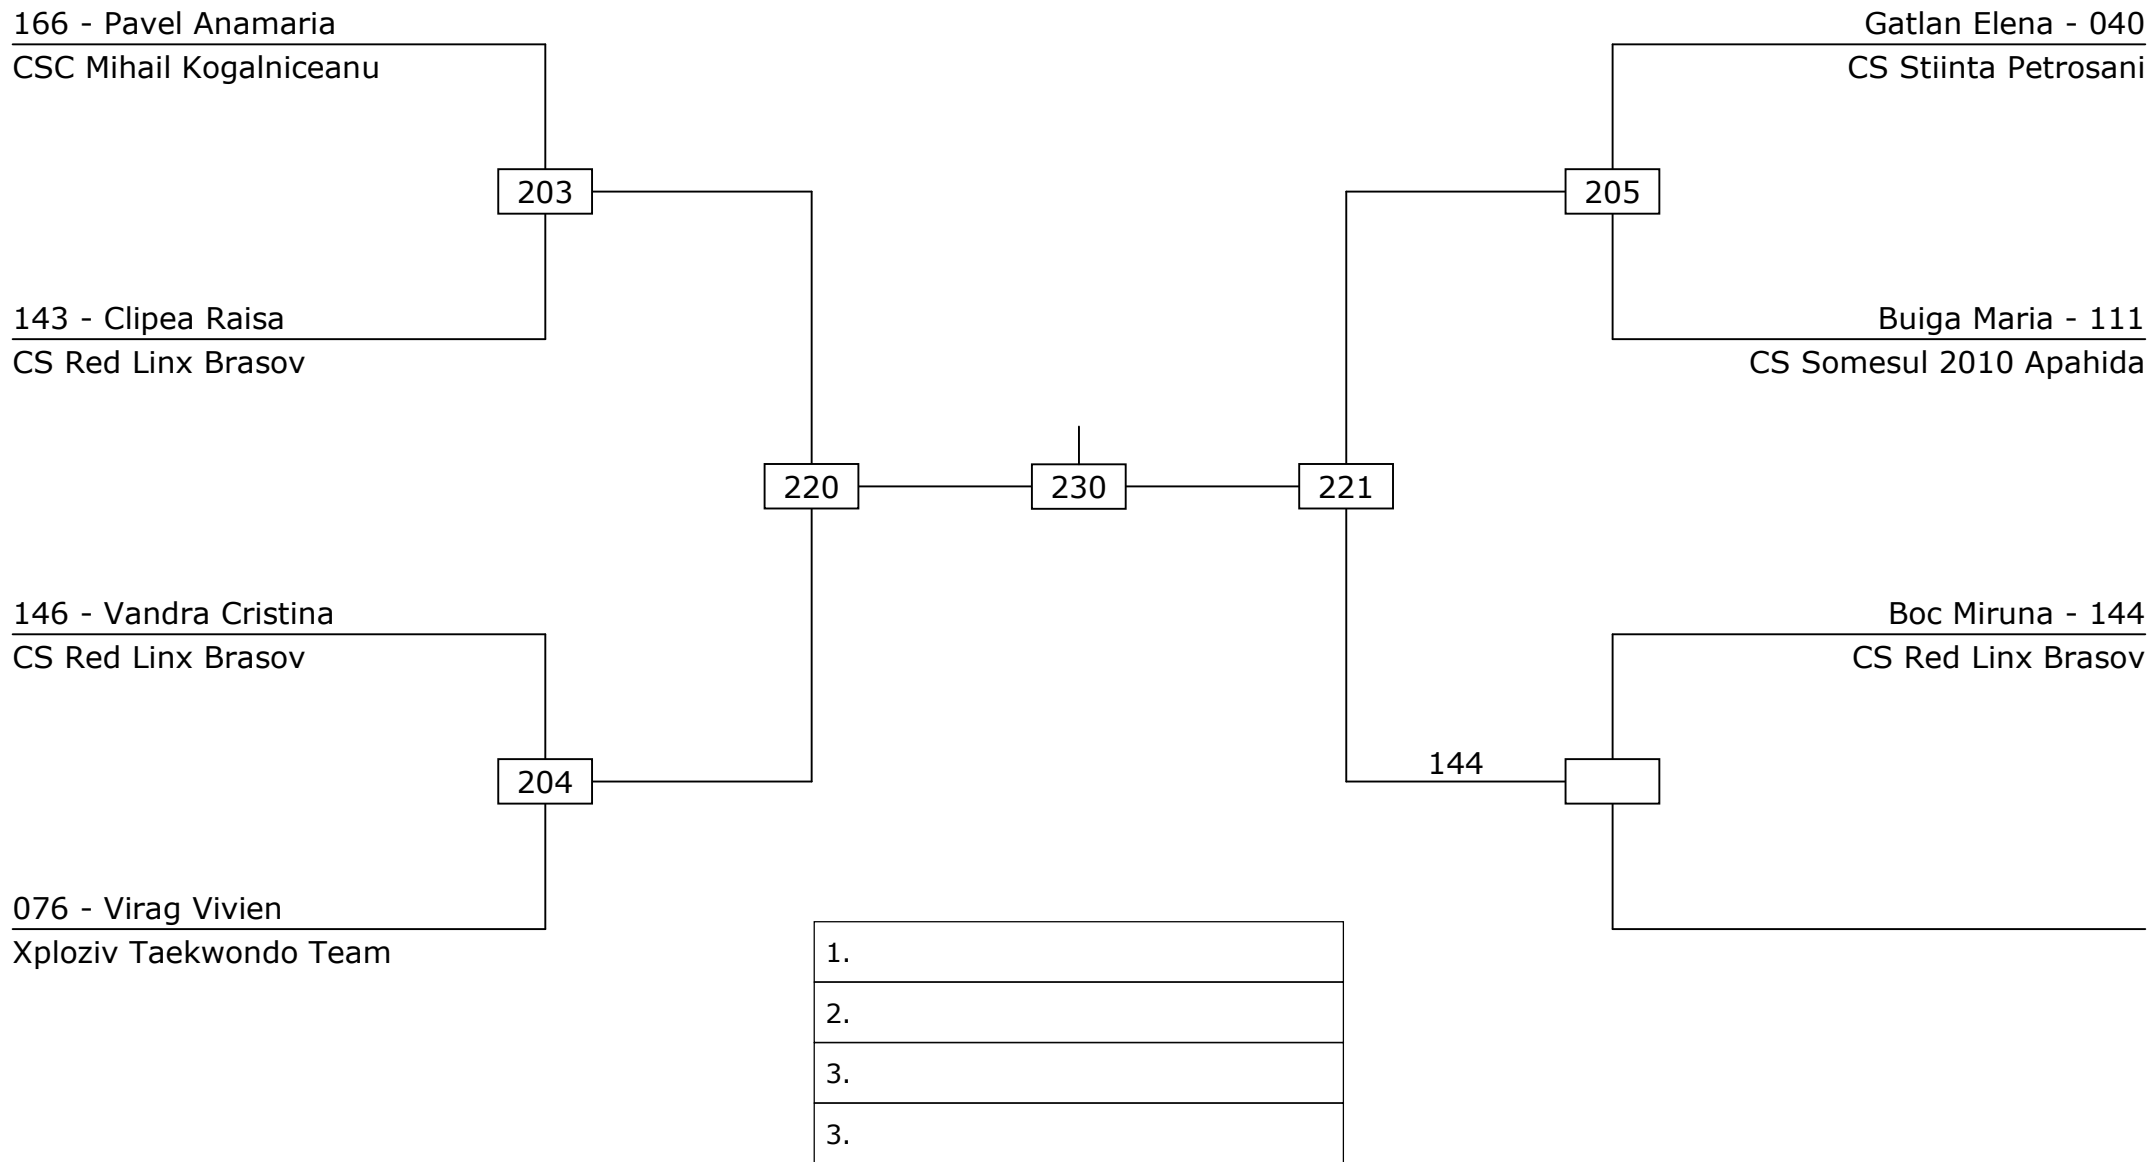 166 - Pavel Anamaria
CSC Mihail Kogalniceanu
203
143 - Clipea Raisa
CS Red Linx Brasov
220
146 - Vandra Cristina
CS Red Linx Brasov
204
076 - Virag Vivien
Xploziv Taekwondo Team
230
Gatlan Elena - 040
CS Stiinta Petrosani
205
Buiga Maria - 111
CS Somesul 2010 Apahida
221
Boc Miruna - 144
CS Red Linx Brasov
144
1.
2.
3.
3.